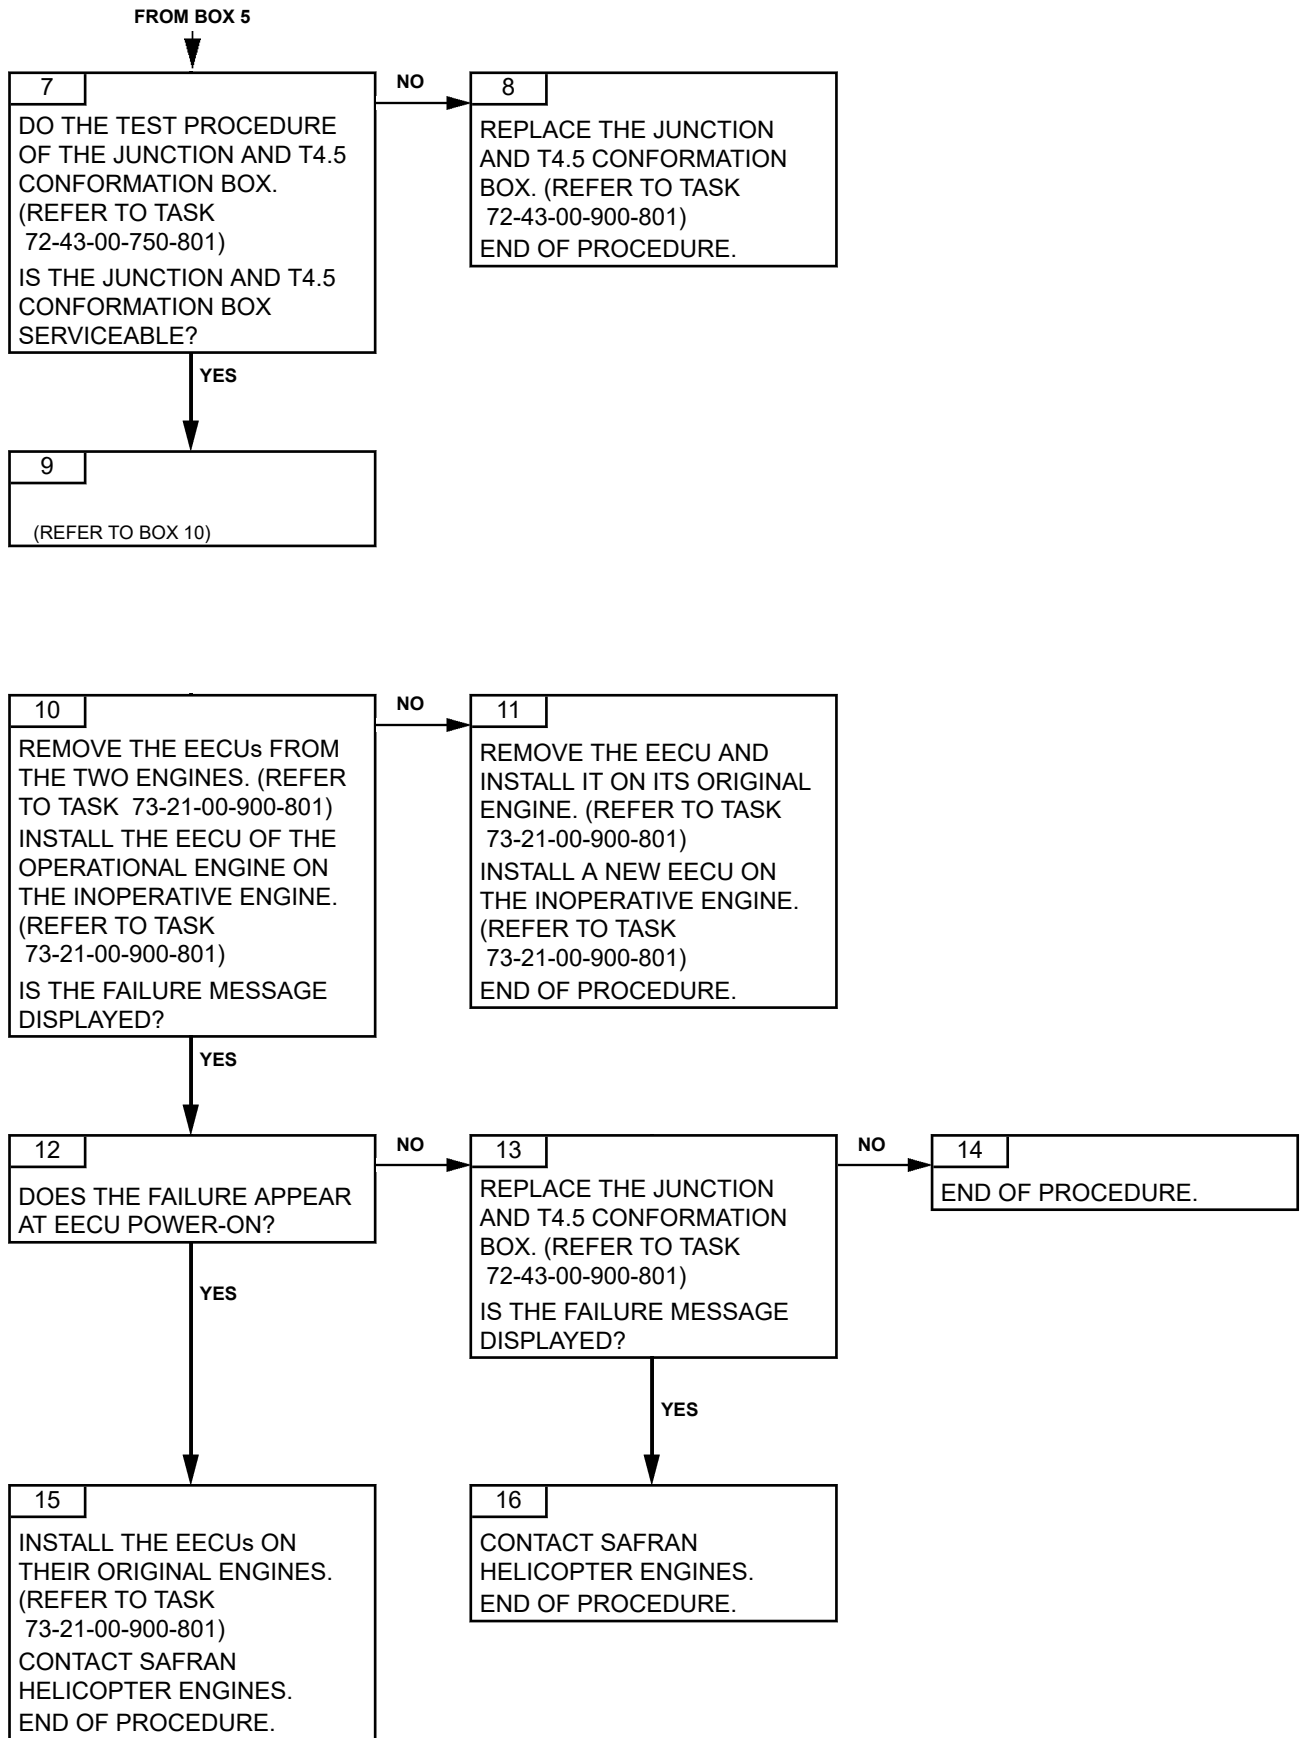 FROM BOX 5
7
DO THE TEST PROCEDURE
OF THE JUNCTION AND T4.5
CONFORMATION BOX.
(REFER TO TASK
72-43-00-750-801)
IS THE JUNCTION AND T4.5
CONFORMATION BOX
SERVICEABLE?
NO
8
REPLACE THE JUNCTION
AND T4.5 CONFORMATION
BOX. (REFER TO TASK
72-43-00-900-801)
END OF PROCEDURE.
YES
9
(REFER TO BOX 10)
10
REMOVE THE EECUs FROM
THE TWO ENGINES. (REFER
TO TASK 73-21-00-900-801)
INSTALL THE EECU OF THE
OPERATIONAL ENGINE ON
THE INOPERATIVE ENGINE.
(REFER TO TASK
73-21-00-900-801)
IS THE FAILURE MESSAGE
DISPLAYED?
NO
11
REMOVE THE EECU AND
INSTALL IT ON ITS ORIGINAL
ENGINE. (REFER TO TASK
73-21-00-900-801)
INSTALL A NEW EECU ON
THE INOPERATIVE ENGINE.
(REFER TO TASK
73-21-00-900-801)
END OF PROCEDURE.
YES
12
DOES THE FAILURE APPEAR
AT EECU POWER-ON?
NO
13
REPLACE THE JUNCTION
AND T4.5 CONFORMATION
BOX. (REFER TO TASK
72-43-00-900-801)
IS THE FAILURE MESSAGE
DISPLAYED?
NO
14
END OF PROCEDURE.
YES
YES
15
INSTALL THE EECUs ON
THEIR ORIGINAL ENGINES.
(REFER TO TASK
73-21-00-900-801)
CONTACT SAFRAN
HELICOPTER ENGINES.
END OF PROCEDURE.
16
CONTACT SAFRAN
HELICOPTER ENGINES.
END OF PROCEDURE.